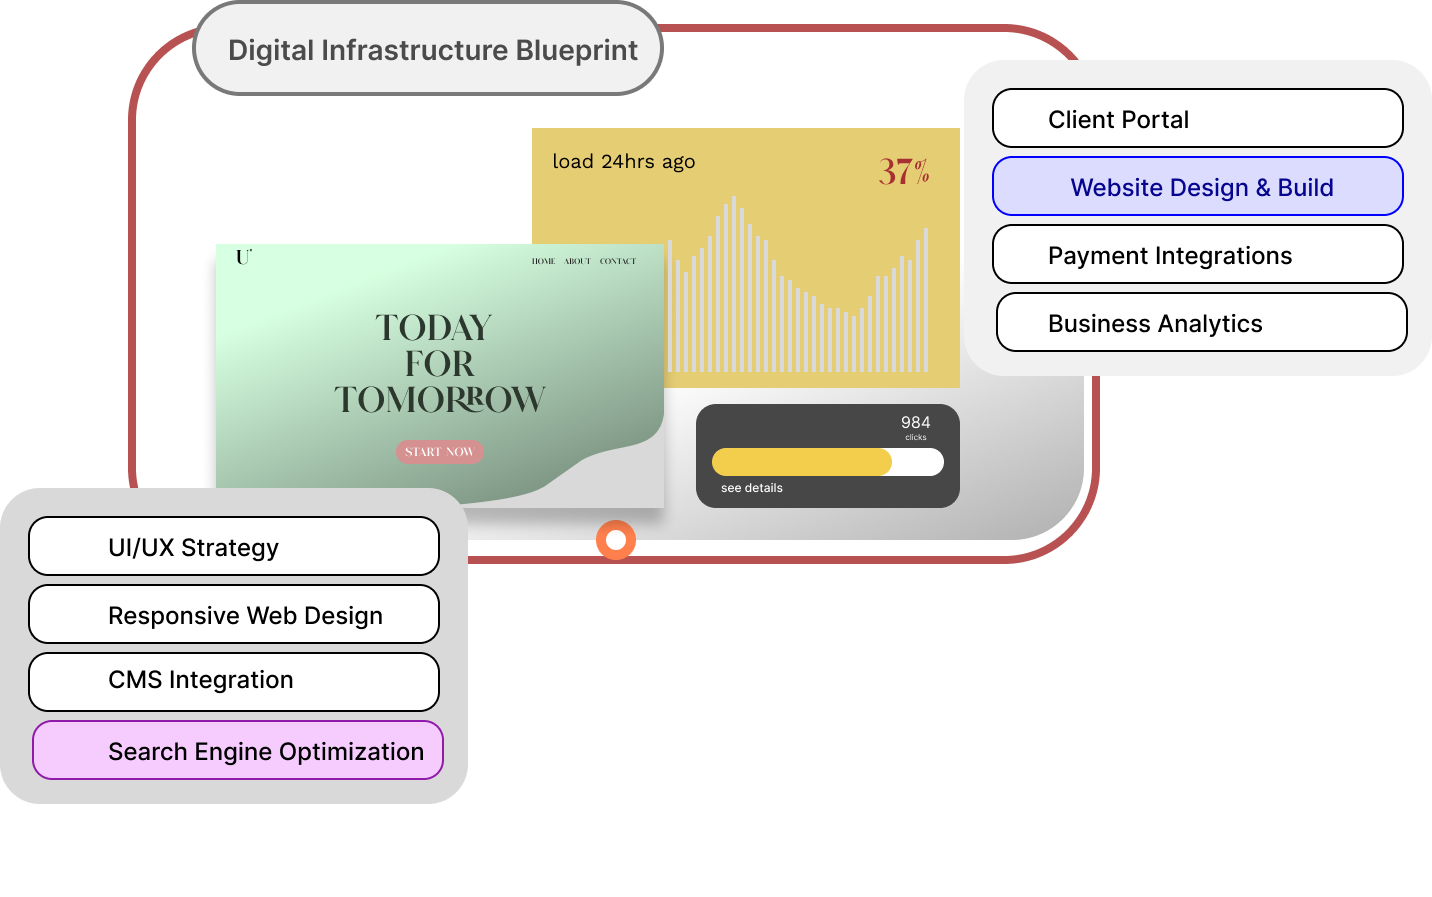 Digital Infrastructure Blueprint
load 24hrs ago
37%
Client Portal
Website Design & Build
Payment Integrations
Business Analytics
U
HOME ABOUT CONTACT
TODAY
FOR
TOMORROW
START NOW
984
clicks
see details
UI/UX Strategy
Responsive Web Design
CMS Integration
Search Engine Optimization